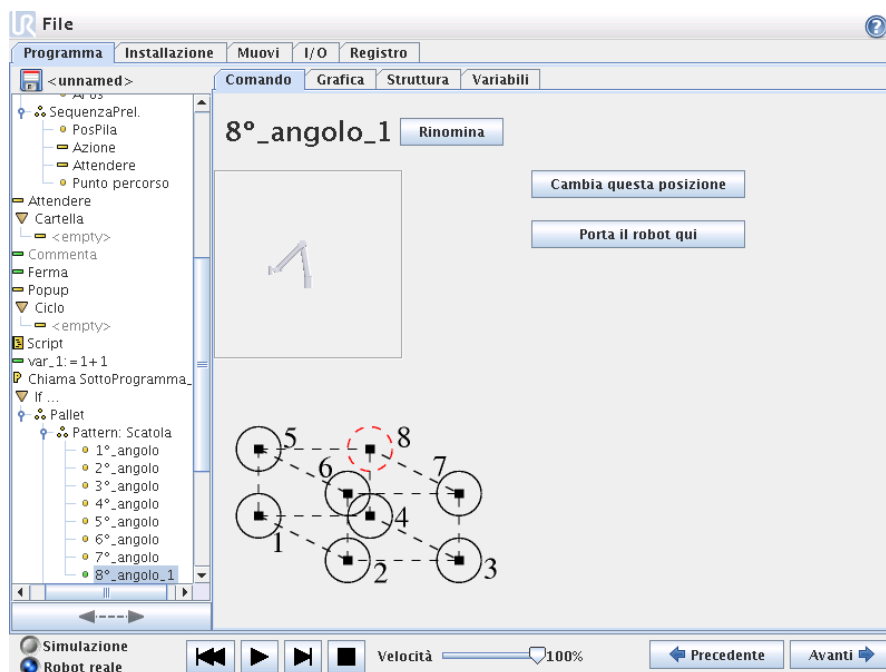 UR File
?
Programma Installazione Muovi I/O Registro
<unnamed>
Comando Grafica Struttura Variabili
SequenzaPrel.
PosPila
Azione
Attendere
Punto percorso
Attendere
Cartella
<empty>
Commenta
Ferma
Popup
Ciclo
<empty>
Script
var_1:=1+1
P Chiama SottoProgramma_
If ...
Pallet
Pattern: Scatola
1°_angolo
2°_angolo
3°_angolo
4°_angolo
5°_angolo
6°_angolo
7°_angolo
8°_angolo_1
8°_angolo_1 Rinomina
Cambia questa posizione
Porta il robot qui
5 8
6 7
1 4
2 3
Simulazione
Robot reale
Velocità 100%
Precedente Avanti